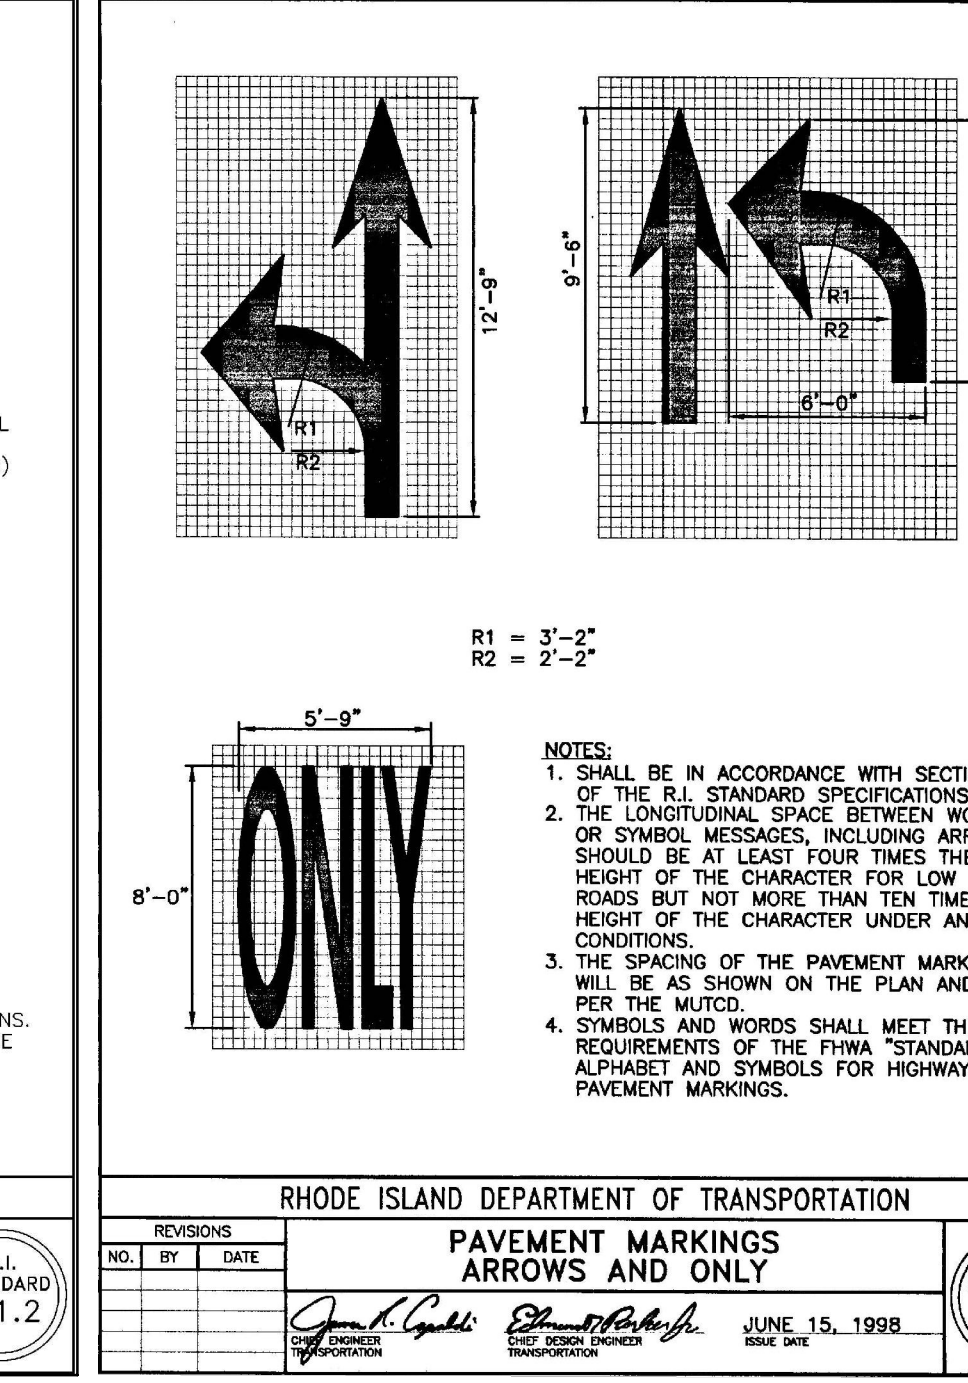 L
)
NS.
E
.I.
DARD
1.2
12'-9"
R1
R2
9'-6"
R1
R2
6'-0"
R1 = 3'-2"
R2 = 2'-2"
5'-9"
8'-0"
ONLY
NOTES:
1. SHALL BE IN ACCORDANCE WITH SECTI
OF THE R.I. STANDARD SPECIFICATIONS
2. THE LONGITUDINAL SPACE BETWEEN WO
OR SYMBOL MESSAGES, INCLUDING ARR
SHOULD BE AT LEAST FOUR TIMES THE
HEIGHT OF THE CHARACTER FOR LOW
ROADS BUT NOT MORE THAN TEN TIME
HEIGHT OF THE CHARACTER UNDER AN
CONDITIONS.
3. THE SPACING OF THE PAVEMENT MARK
WILL BE AS SHOWN ON THE PLAN AND
PER THE MUTCD.
4. SYMBOLS AND WORDS SHALL MEET TH
REQUIREMENTS OF THE FHWA "STANDA
ALPHABET AND SYMBOLS FOR HIGHWAY
PAVEMENT MARKINGS.
RHODE ISLAND DEPARTMENT OF TRANSPORTATION
REVISIONS
NO. BY DATE
PAVEMENT MARKINGS
ARROWS AND ONLY
CHIEF ENGINEER
TRANSPORTATION
CHIEF DESIGN ENGINEER
TRANSPORTATION
JUNE 15, 1998
ISSUE DATE